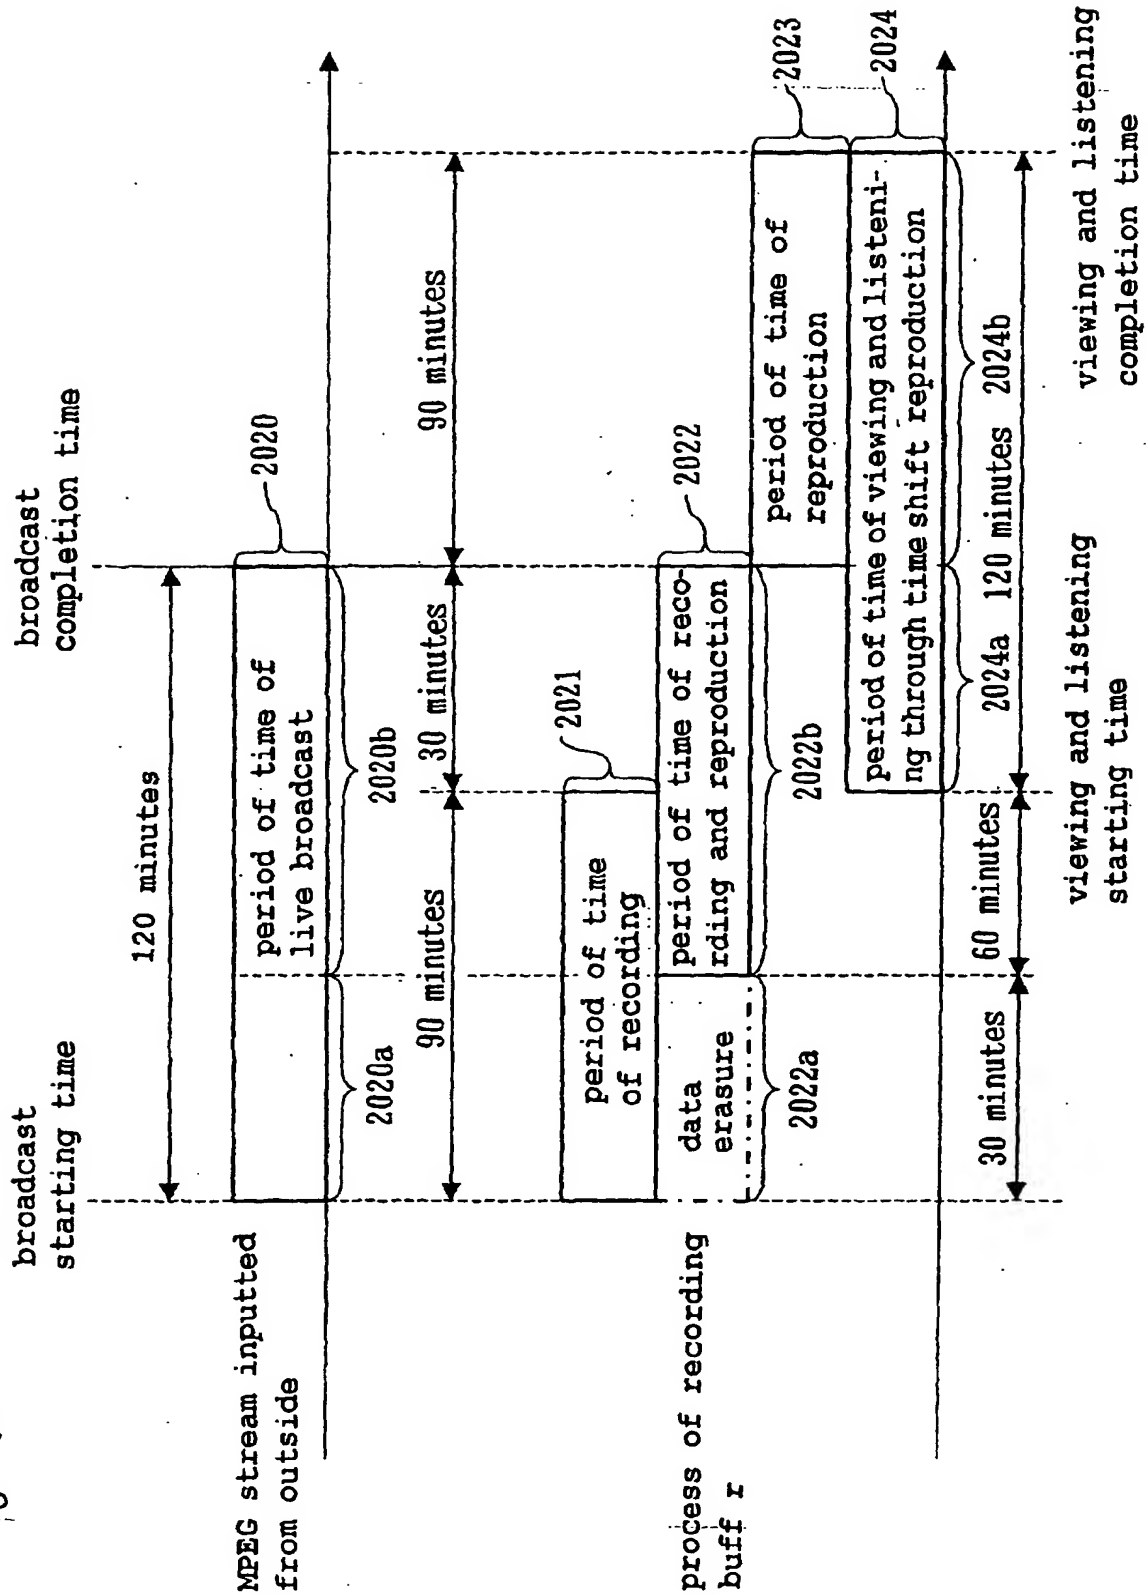 broadcast
starting time
broadcast
completion time
120 minutes
MPEG stream inputted
from outside
period of time of
live broadcast
2020
2020a
2020b
90 minutes
30 minutes
90 minutes
process of recording
buff r
period of time
of recording
2021
data
erasure
period of time of reco-
rding and reproduction
2022
2022a
2022b
period of time of
reproduction
2023
period of time of viewing and listeni-
ng through time shift reproduction
2024
2024a
120 minutes
2024b
30 minutes
60 minutes
viewing and listening
starting time
viewing and listening
completion time